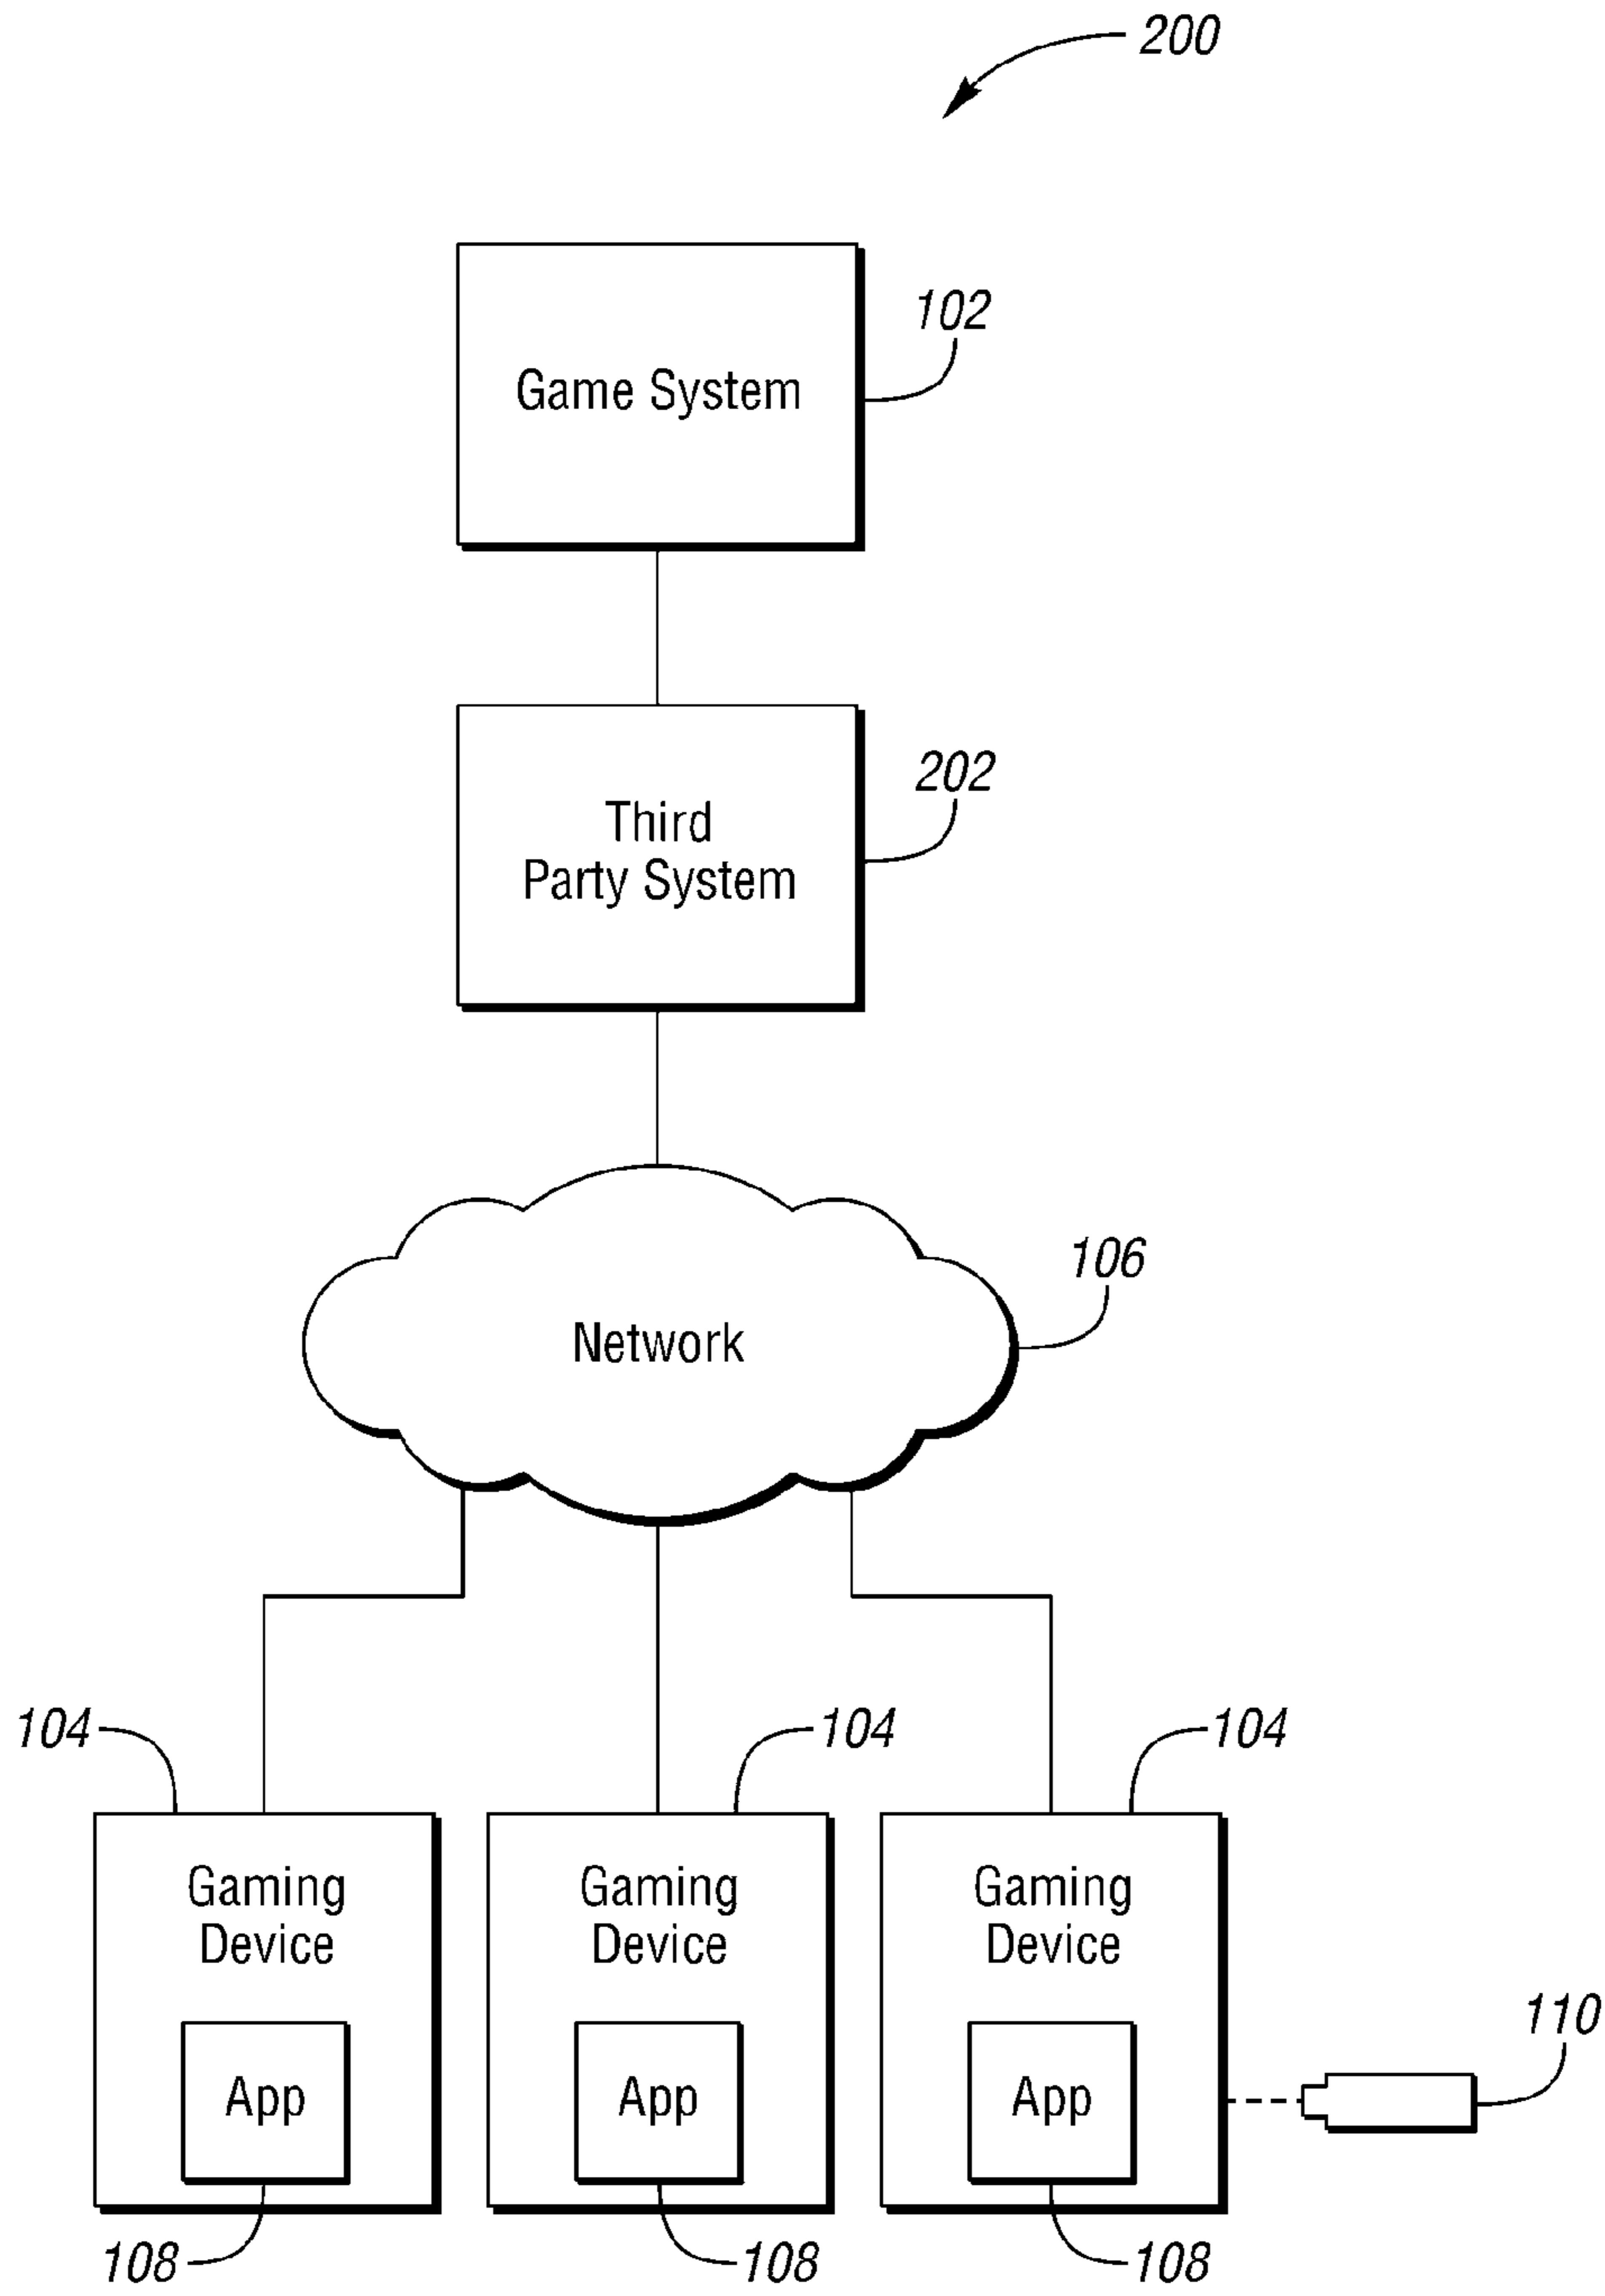 200
102
Game System
202
Third
Party System
106
Network
104
104
104
Gaming
Device
Gaming
Device
Gaming
Device
110
App
App
App
108
108
108